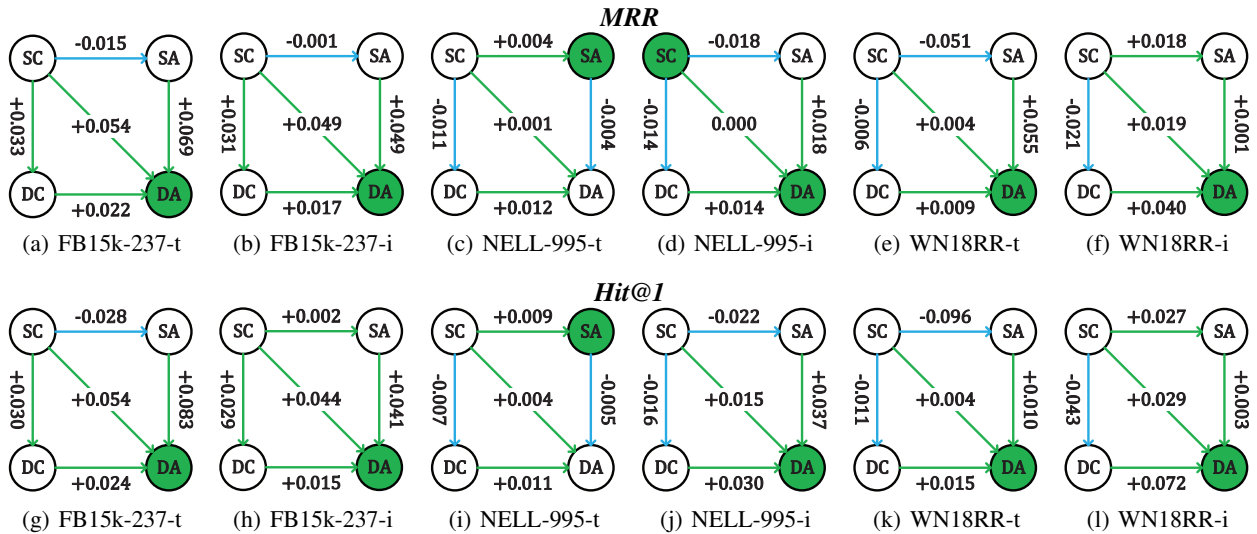 MRR
SC -0.015 SA +0.033 +0.054 +0.069 DC +0.022 DA
(a) FB15k-237-t
SC -0.001 SA +0.031 +0.049 +0.049 DC +0.017 DA
(b) FB15k-237-i
SC +0.004 SA -0.011 +0.001 -0.004 DC +0.012 DA
(c) NELL-995-t
SC -0.018 SA -0.014 0.000 +0.018 DC +0.014 DA
(d) NELL-995-i
SC -0.051 SA -0.006 +0.004 +0.055 DC +0.009 DA
(e) WN18RR-t
SC +0.018 SA -0.021 +0.019 +0.001 DC +0.040 DA
(f) WN18RR-i
Hit@1
SC -0.028 SA +0.030 +0.054 +0.083 DC +0.024 DA
(g) FB15k-237-t
SC +0.002 SA +0.029 +0.044 +0.041 DC +0.015 DA
(h) FB15k-237-i
SC +0.009 SA -0.007 +0.004 -0.005 DC +0.011 DA
(i) NELL-995-t
SC -0.022 SA -0.016 +0.015 +0.037 DC +0.030 DA
(j) NELL-995-i
SC -0.096 SA -0.011 +0.004 +0.010 DC +0.015 DA
(k) WN18RR-t
SC +0.027 SA -0.043 +0.029 +0.003 DC +0.072 DA
(l) WN18RR-i